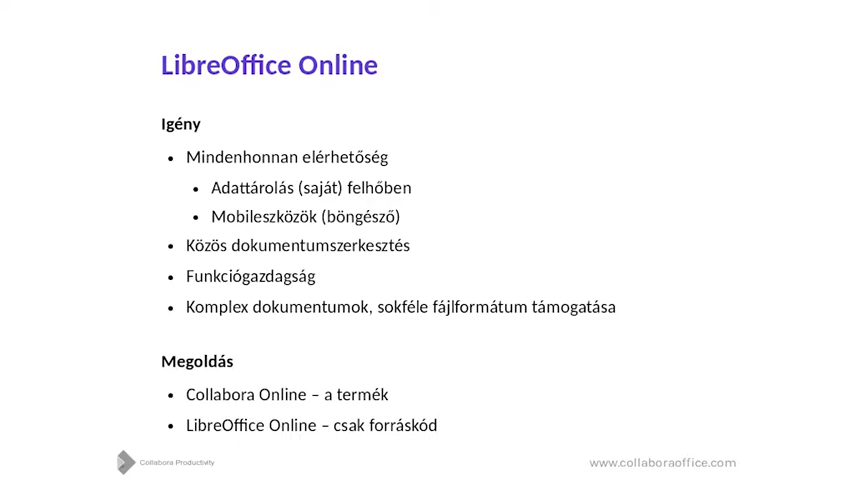 LibreOffice Online
Igény
• Mindenhonnan elérhetőség
• Adattárolás (saját) felhőben
• Mobileszközök (böngésző)
• Közös dokumentumszerkesztés
• Funkciógazdagság
• Komplex dokumentumok, sokféle fájlformátum támogatása
Megoldás
• Collabora Online – a termék
• LibreOffice Online – csak forráskód
Collabora Productivity
www.collaboraoffice.com